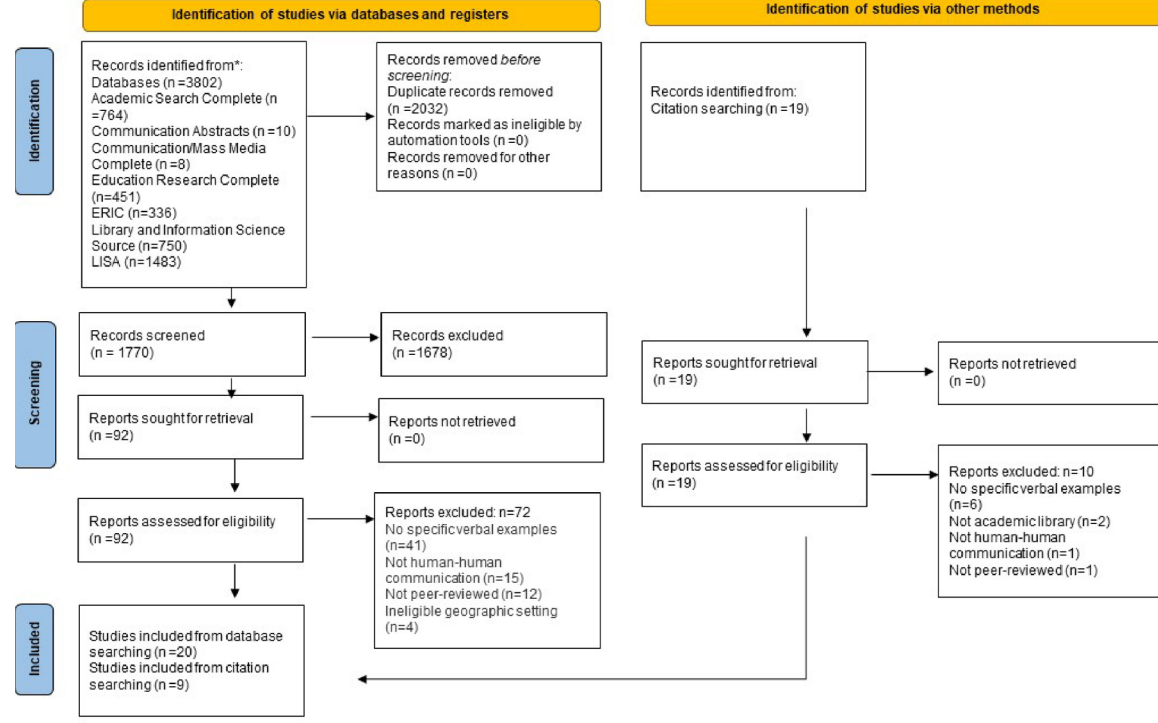 Identification of studies via databases and registers
Identification of studies via other methods
Identification
Records identified from*:
Databases (n =3802)
Academic Search Complete (n
=764)
Communication Abstracts (n =10)
Communication/Mass Media
Complete (n =8)
Education Research Complete
(n=451)
ERIC (n=336)
Library and Information Science
Source (n=750)
LISA (n=1483)
Records removed before
screening:
Duplicate records removed
(n =2032)
Records marked as ineligible by
automation tools (n =0)
Records removed for other
reasons (n =0)
Records identified from:
Citation searching (n =19)
Screening
Records screened
(n = 1770)
Records excluded
(n =1678)
Reports sought for retrieval
(n =92)
Reports not retrieved
(n =0)
Reports assessed for eligibility
(n =92)
Reports excluded: n=72
No specific verbal examples
(n=41)
Not human-human
communication (n=15)
Not peer-reviewed (n=12)
Ineligible geographic setting
(n=4)
Reports sought for retrieval
(n =19)
Reports not retrieved
(n =0)
Reports assessed for eligibility
(n =19)
Reports excluded: n=10
No specific verbal examples
(n=6)
Not academic library (n=2)
Not human-human
communication (n=1)
Not peer-reviewed (n=1)
Included
Studies included from database
searching (n =20)
Studies included from citation
searching (n =9)